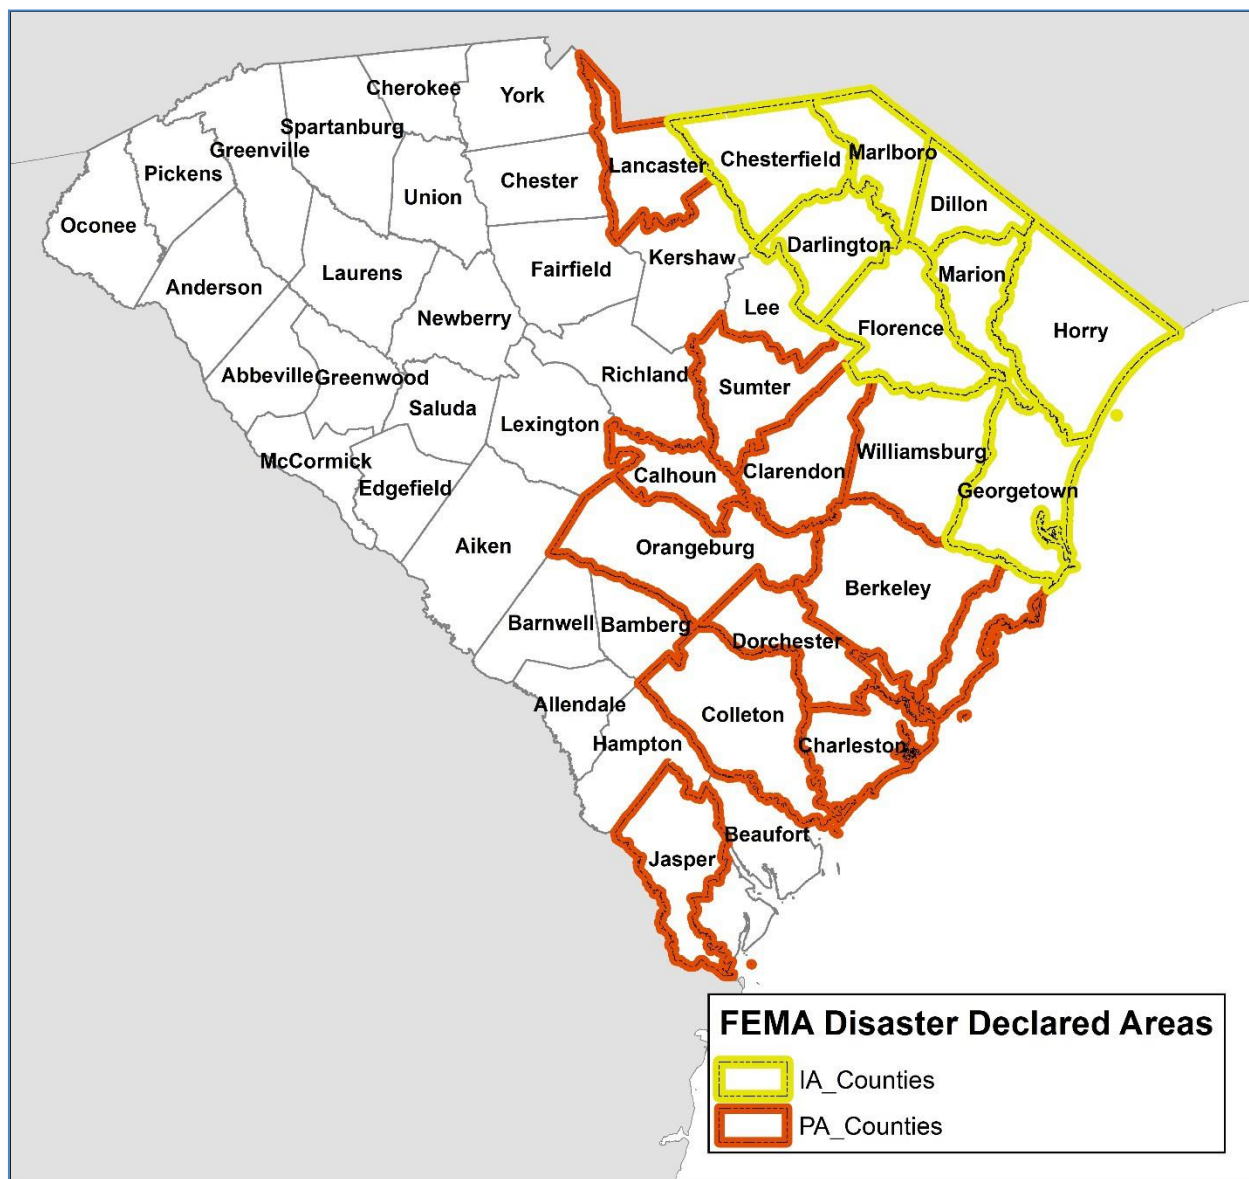 Cherokee
York
Spartanburg
Greenville
Pickens
Union
Chester
Lancaster
Chesterfield
Marlboro
Dillon
Oconee
Anderson
Laurens
Newberry
Fairfield
Kershaw
Darlington
Marion
Lee
Florence
Horry
Abbeville
Greenwood
Saluda
Richland
Sumter
Lexington
McCormick
Edgefield
Calhoun
Clarendon
Williamsburg
Georgetown
Aiken
Orangeburg
Berkeley
Barnwell
Bamberg
Dorchester
Allendale
Colleton
Hampton
Charleston
Beaufort
Jasper
FEMA Disaster Declared Areas
IA_Counties
PA_Counties